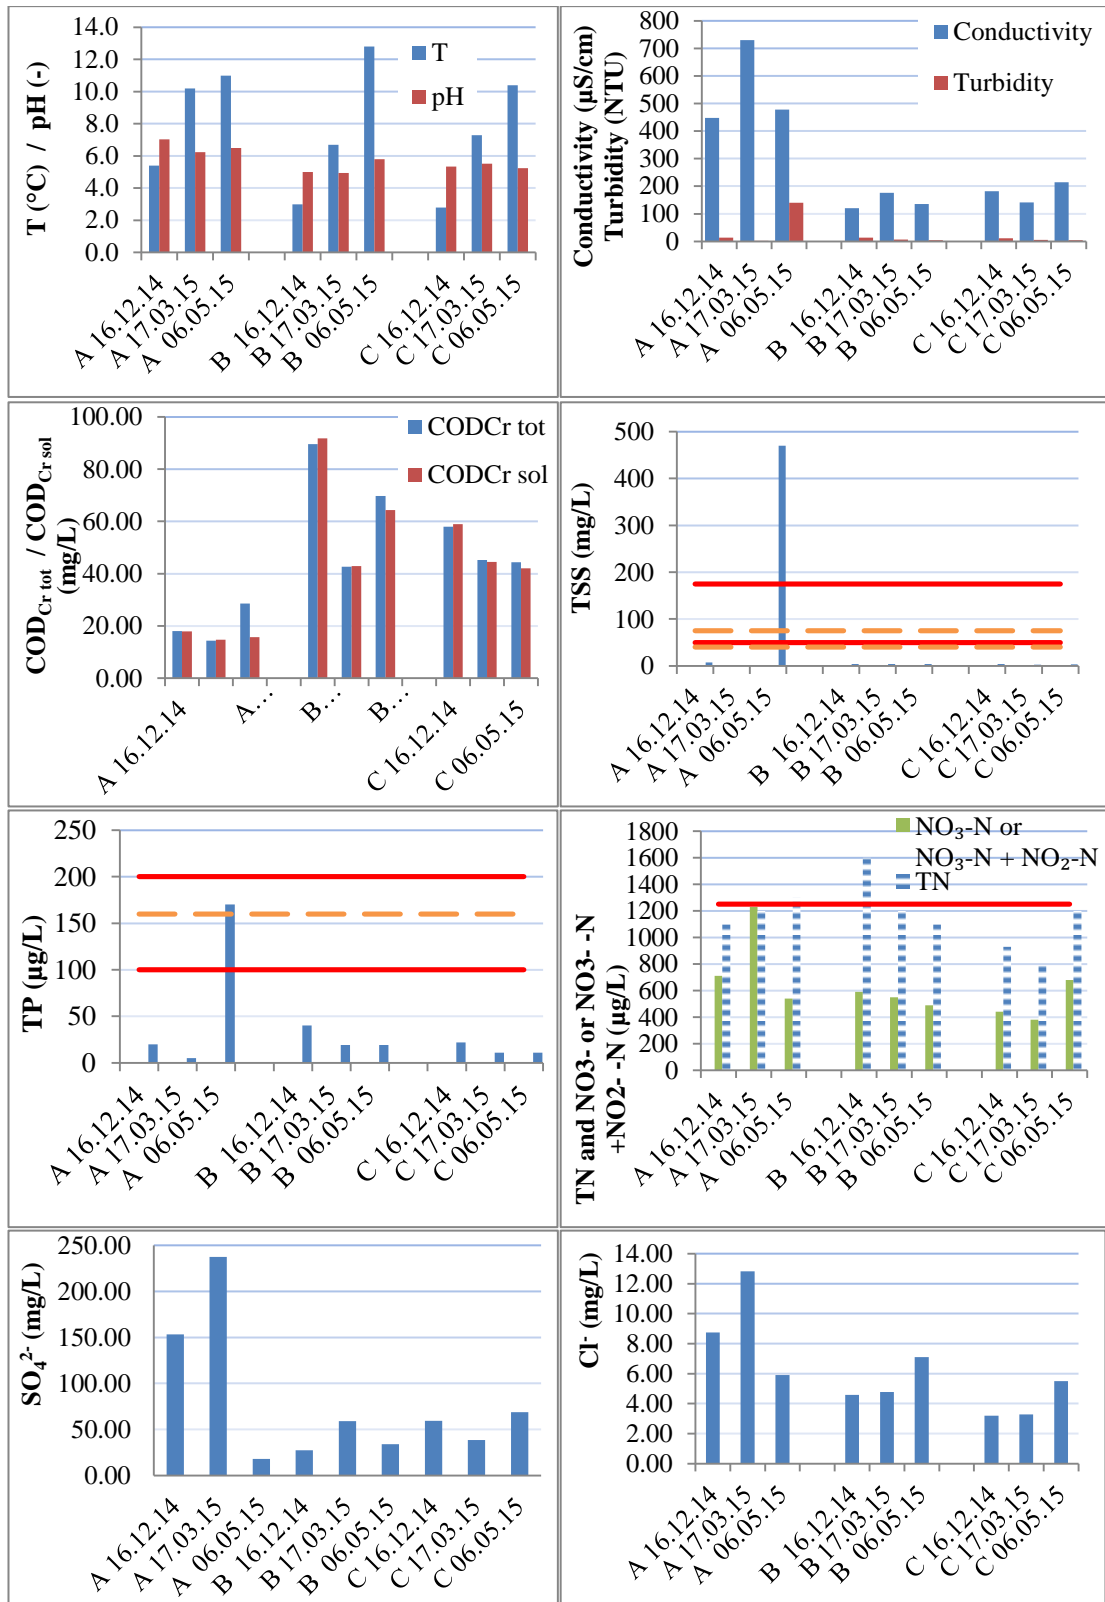 14.0
12.0
10.0
8.0
6.0
4.0
2.0
0.0
T (°C) / pH (-)
T
pH
A 16.12.14
A 17.03.15
A 06.05.15
B 16.12.14
B 17.03.15
B 06.05.15
C 16.12.14
C 17.03.15
C 06.05.15
800
700
600
500
400
300
200
100
0
Conductivity (µS/cm)
Turbidity (NTU)
Conductivity
Turbidity
A 16.12.14
A 17.03.15
A 06.05.15
B 16.12.14
B 17.03.15
B 06.05.15
C 16.12.14
C 17.03.15
C 06.05.15
100.00
80.00
60.00
40.00
20.00
0.00
COD Cr tot / COD Cr sol
(mg/L)
CODCr tot
CODCr sol
A 16.12.14
A…
B…
B…
C 16.12.14
C 06.05.15
500
400
300
200
100
0
TSS (mg/L)
A 16.12.14
A 17.03.15
A 06.05.15
B 16.12.14
B 17.03.15
B 06.05.15
C 16.12.14
C 17.03.15
C 06.05.15
250
200
150
100
50
0
TP (µg/L)
A 16.12.14
A 17.03.15
A 06.05.15
B 16.12.14
B 17.03.15
B 06.05.15
C 16.12.14
C 17.03.15
C 06.05.15
1800
1600
1400
1200
1000
800
600
400
200
0
TN and NO3- or NO3- -N
+NO2- -N (µg/L)
NO₃-N or
NO₃-N + NO₂-N
TN
A 16.12.14
A 17.03.15
A 06.05.15
B 16.12.14
B 17.03.15
B 06.05.15
C 16.12.14
C 17.03.15
C 06.05.15
250.00
200.00
150.00
100.00
50.00
0.00
SO₄²⁻ (mg/L)
A 16.12.14
A 17.03.15
A 06.05.15
B 16.12.14
B 17.03.15
B 06.05.15
C 16.12.14
C 17.03.15
C 06.05.15
14.00
12.00
10.00
8.00
6.00
4.00
2.00
0.00
Cl⁻ (mg/L)
A 16.12.14
A 17.03.15
A 06.05.15
B 16.12.14
B 17.03.15
B 06.05.15
C 16.12.14
C 17.03.15
C 06.05.15